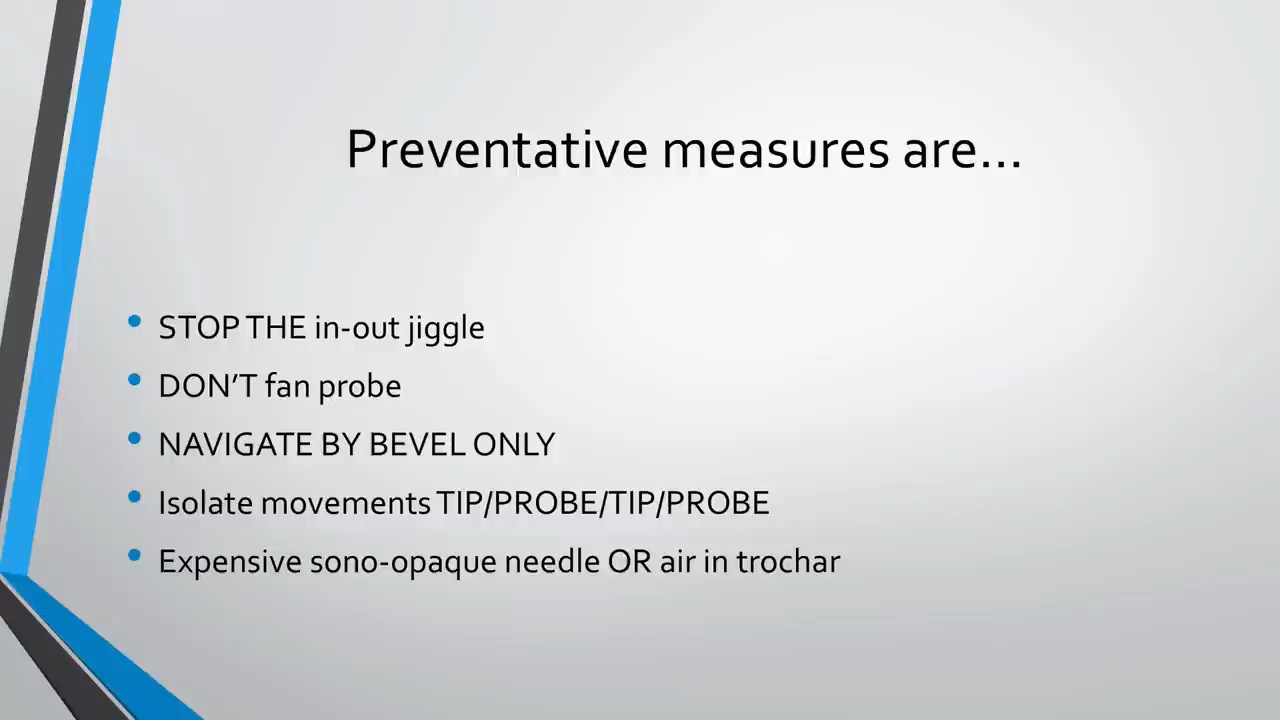 Preventative measures are...
• STOP THE in-out jiggle
• DON'T fan probe
• NAVIGATE BY BEVEL ONLY
• Isolate movements TIP/PROBE/TIP/PROBE
• Expensive sono-opaque needle OR air in trochar